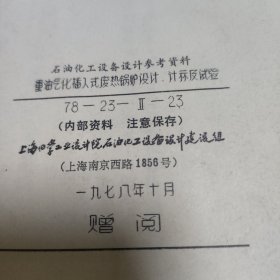 石油化工设备设计参考资料
重油气化插入式废热锅炉设计、计算及试验
78—23—Ⅱ—23
(内部资料 注意保存)
上海化学工业设计院石油化工设备设计建设组
(上海南京西路1856号)
一九七八年十月
赠阅